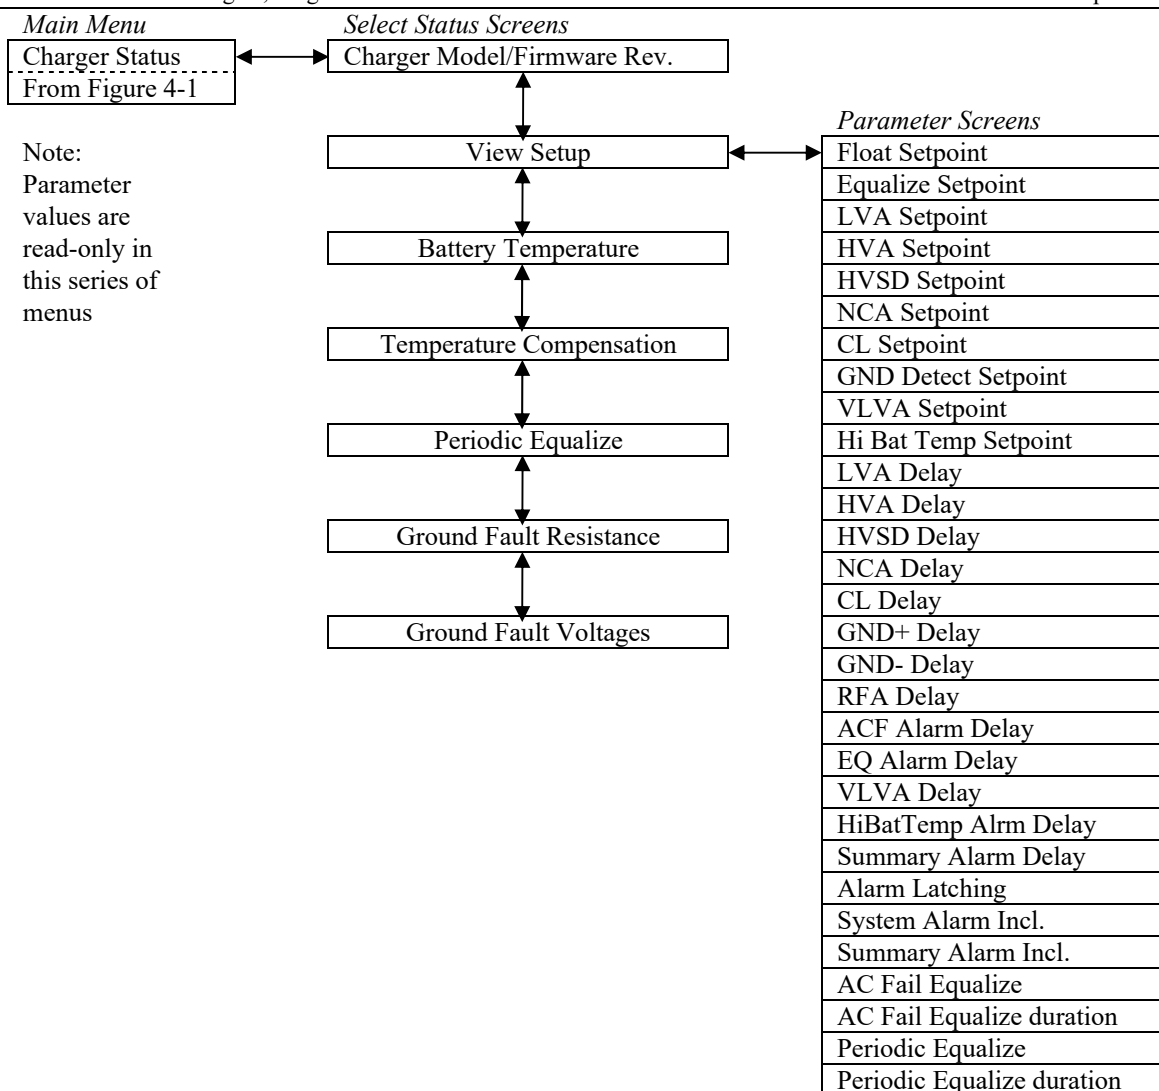 Main Menu
Select Status Screens
Charger Status
Charger Model/Firmware Rev.
From Figure 4-1
Note:
Parameter
values are
read-only in
this series of
menus
View Setup
Battery Temperature
Temperature Compensation
Periodic Equalize
Ground Fault Resistance
Ground Fault Voltages
Parameter Screens
Float Setpoint
Equalize Setpoint
LVA Setpoint
HVA Setpoint
HVSD Setpoint
NCA Setpoint
CL Setpoint
GND Detect Setpoint
VLVA Setpoint
Hi Bat Temp Setpoint
LVA Delay
HVA Delay
HVSD Delay
NCA Delay
CL Delay
GND+ Delay
GND- Delay
RFA Delay
ACF Alarm Delay
EQ Alarm Delay
VLVA Delay
HiBatTemp Alrm Delay
Summary Alarm Delay
Alarm Latching
System Alarm Incl.
Summary Alarm Incl.
AC Fail Equalize
AC Fail Equalize duration
Periodic Equalize
Periodic Equalize duration